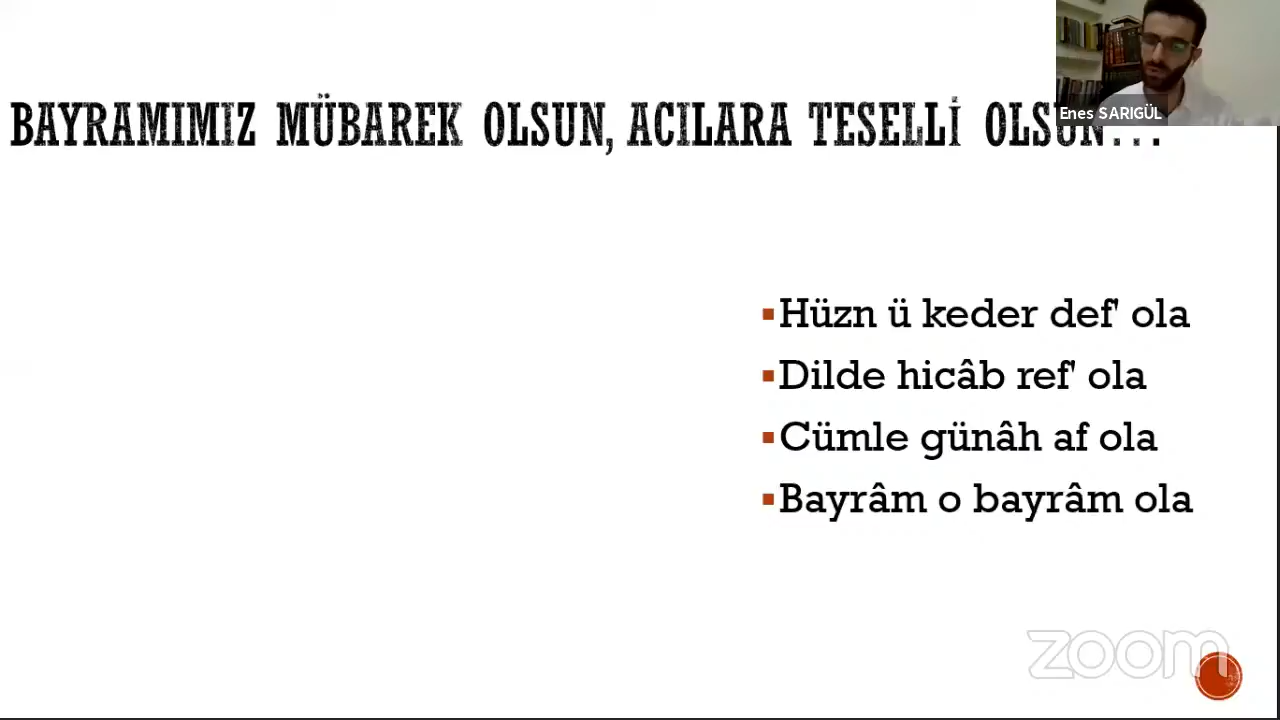 BAYRAMIMIZ MÜBAREK OLSUN, ACILARA TESELLİ OLSUN...
Enes SARIGÜL
Hüzn ü keder def' ola
Dilde hicâb ref' ola
Cümle günâh af ola
Bayrâm o bayrâm ola
zoom